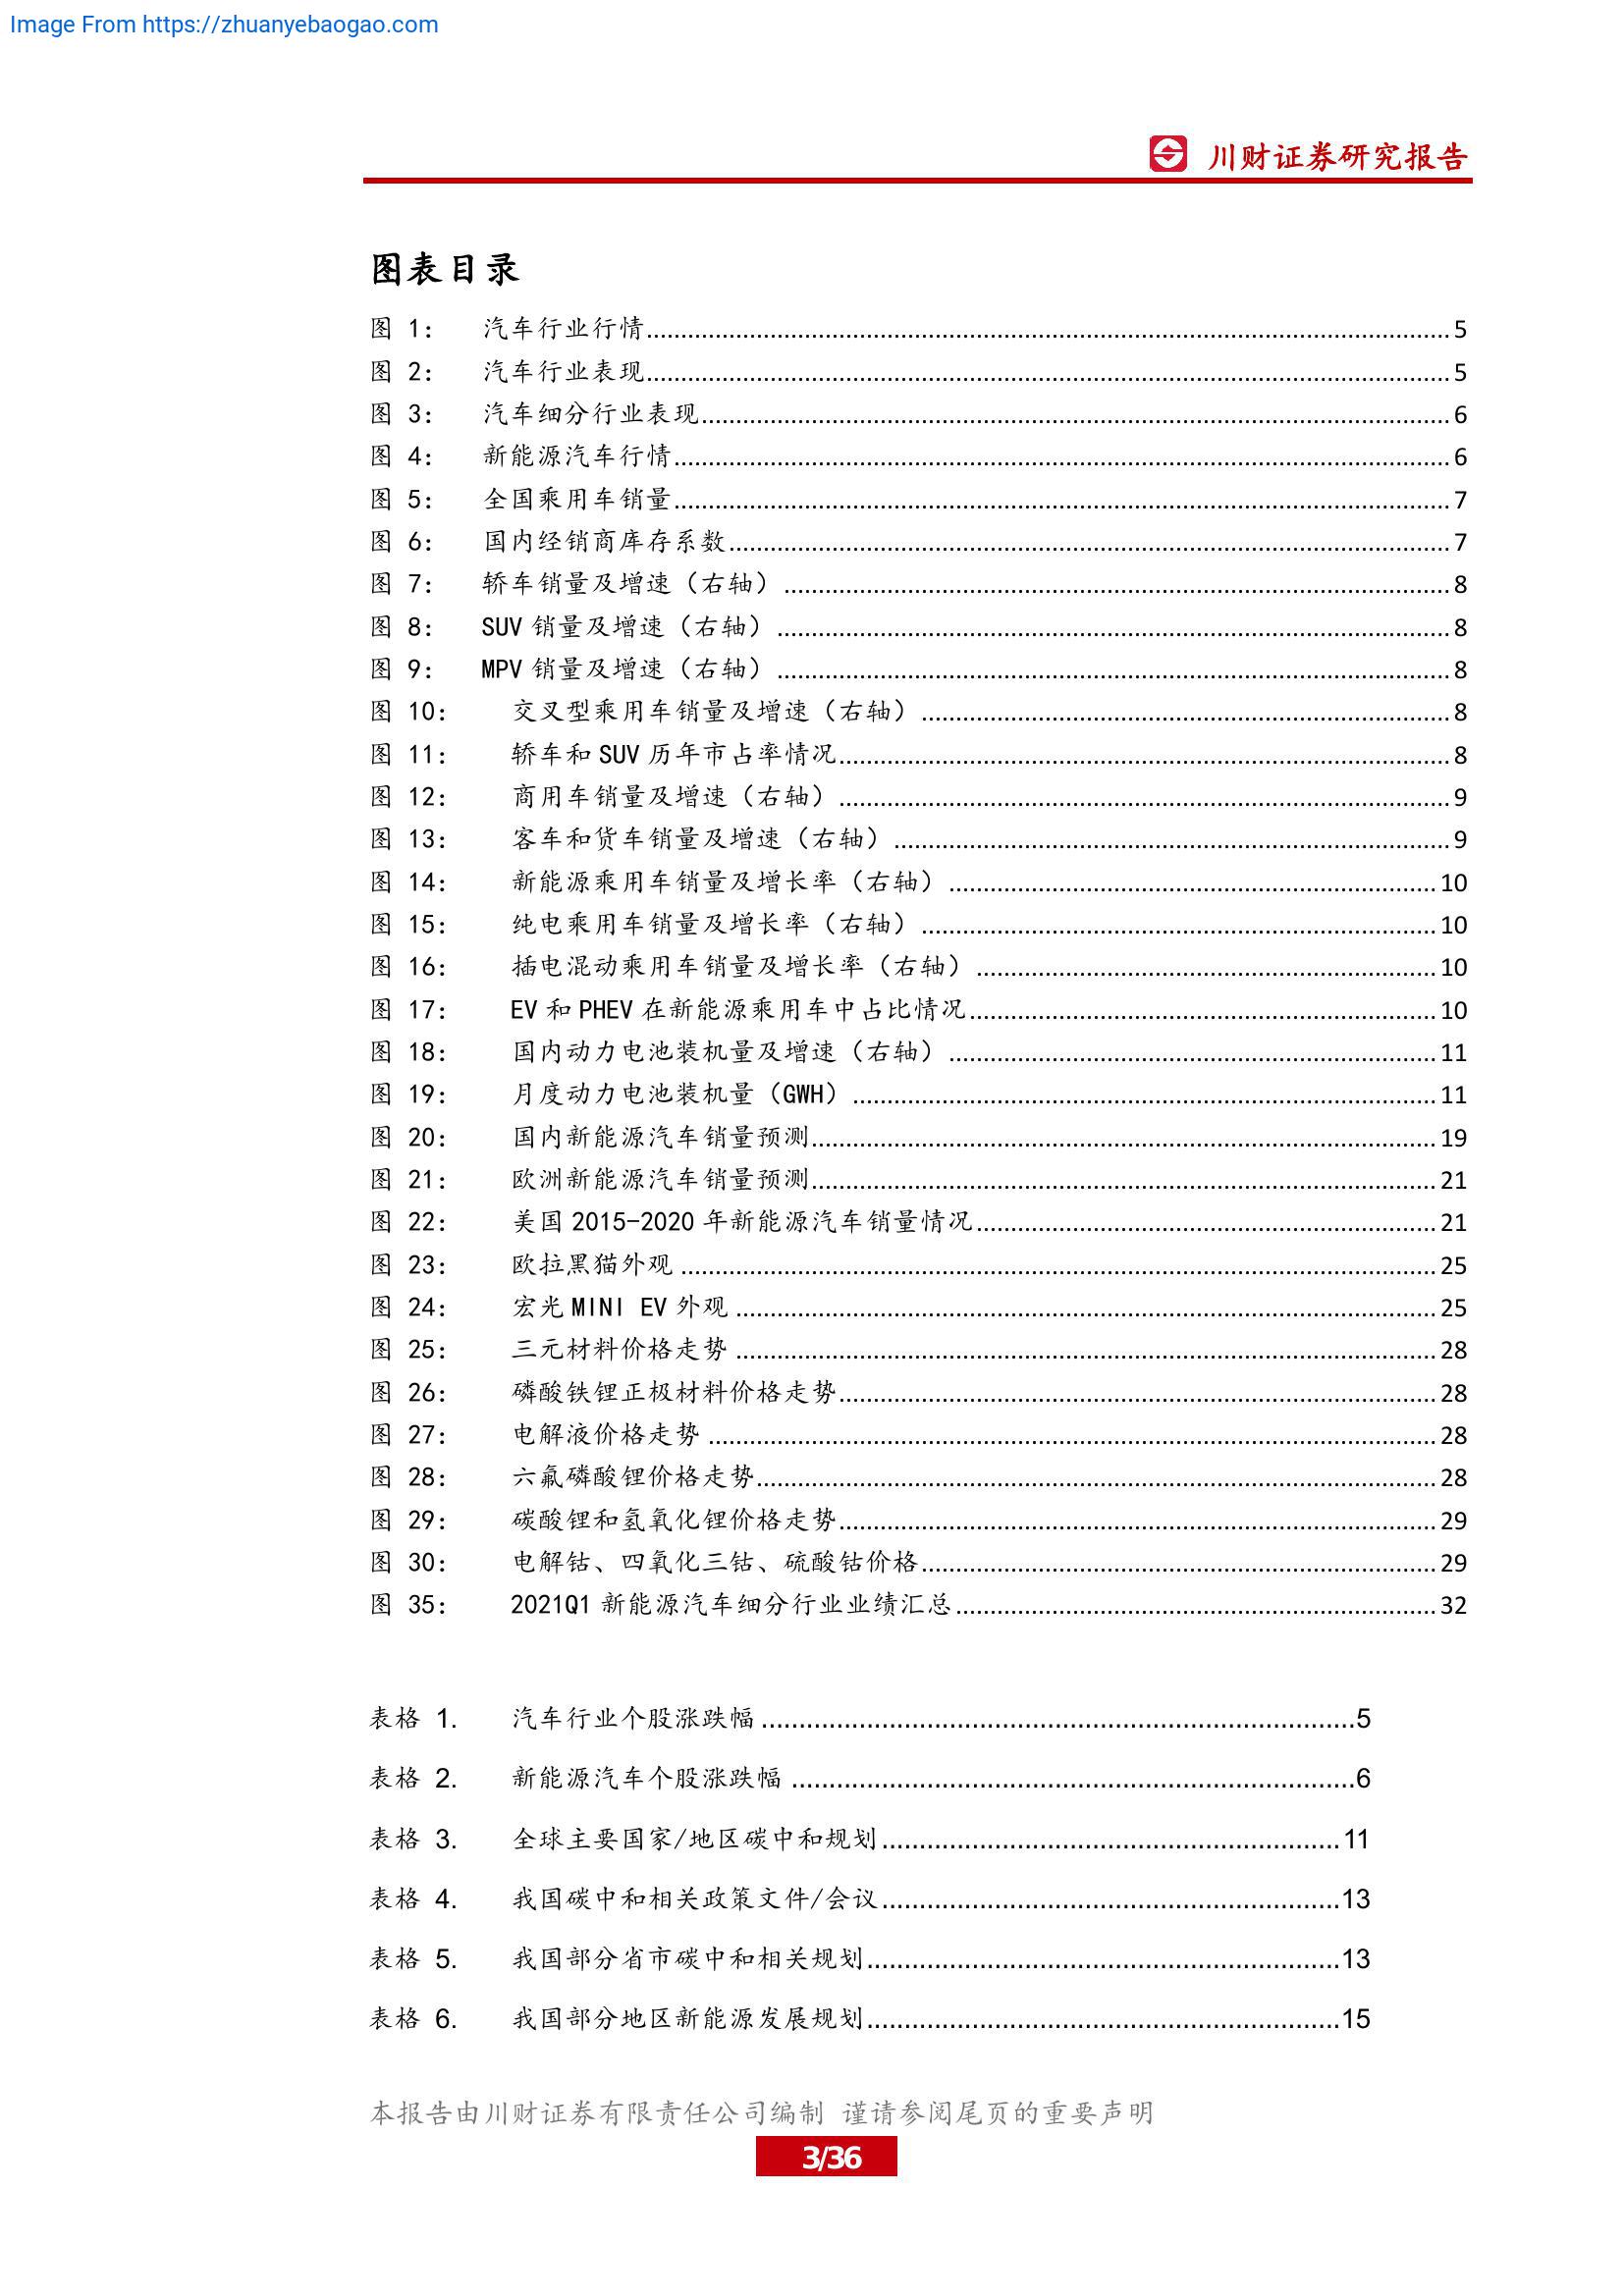 Image From https://zhuanyebaogao.com
川财证券研究报告
图表目录
图 1： 汽车行业行情 5
图 2： 汽车行业表现 5
图 3： 汽车细分行业表现 6
图 4： 新能源汽车行情 6
图 5： 全国乘用车销量 7
图 6： 国内经销商库存系数 7
图 7： 轿车销量及增速（右轴） 8
图 8： SUV 销量及增速（右轴） 8
图 9： MPV 销量及增速（右轴） 8
图 10： 交叉型乘用车销量及增速（右轴） 8
图 11： 轿车和 SUV 历年市占率情况 8
图 12： 商用车销量及增速（右轴） 9
图 13： 客车和货车销量及增速（右轴） 9
图 14： 新能源乘用车销量及增长率（右轴） 10
图 15： 纯电乘用车销量及增长率（右轴） 10
图 16： 插电混动乘用车销量及增长率（右轴） 10
图 17： EV 和 PHEV 在新能源乘用车中占比情况 10
图 18： 国内动力电池装机量及增速（右轴） 11
图 19： 月度动力电池装机量（GWH） 11
图 20： 国内新能源汽车销量预测 19
图 21： 欧洲新能源汽车销量预测 21
图 22： 美国 2015-2020 年新能源汽车销量情况 21
图 23： 欧拉黑猫外观 25
图 24： 宏光 MINI EV 外观 25
图 25： 三元材料价格走势 28
图 26： 磷酸铁锂正极材料价格走势 28
图 27： 电解液价格走势 28
图 28： 六氟磷酸锂价格走势 28
图 29： 碳酸锂和氢氧化锂价格走势 29
图 30： 电解钴、四氧化三钴、硫酸钴价格 29
图 35： 2021Q1 新能源汽车细分行业业绩汇总 32
表格 1. 汽车行业个股涨跌幅 5
表格 2. 新能源汽车个股涨跌幅 6
表格 3. 全球主要国家/地区碳中和规划 11
表格 4. 我国碳中和相关政策文件/会议 13
表格 5. 我国部分省市碳中和相关规划 13
表格 6. 我国部分地区新能源发展规划 15
本报告由川财证券有限责任公司编制 谨请参阅尾页的重要声明
3/36